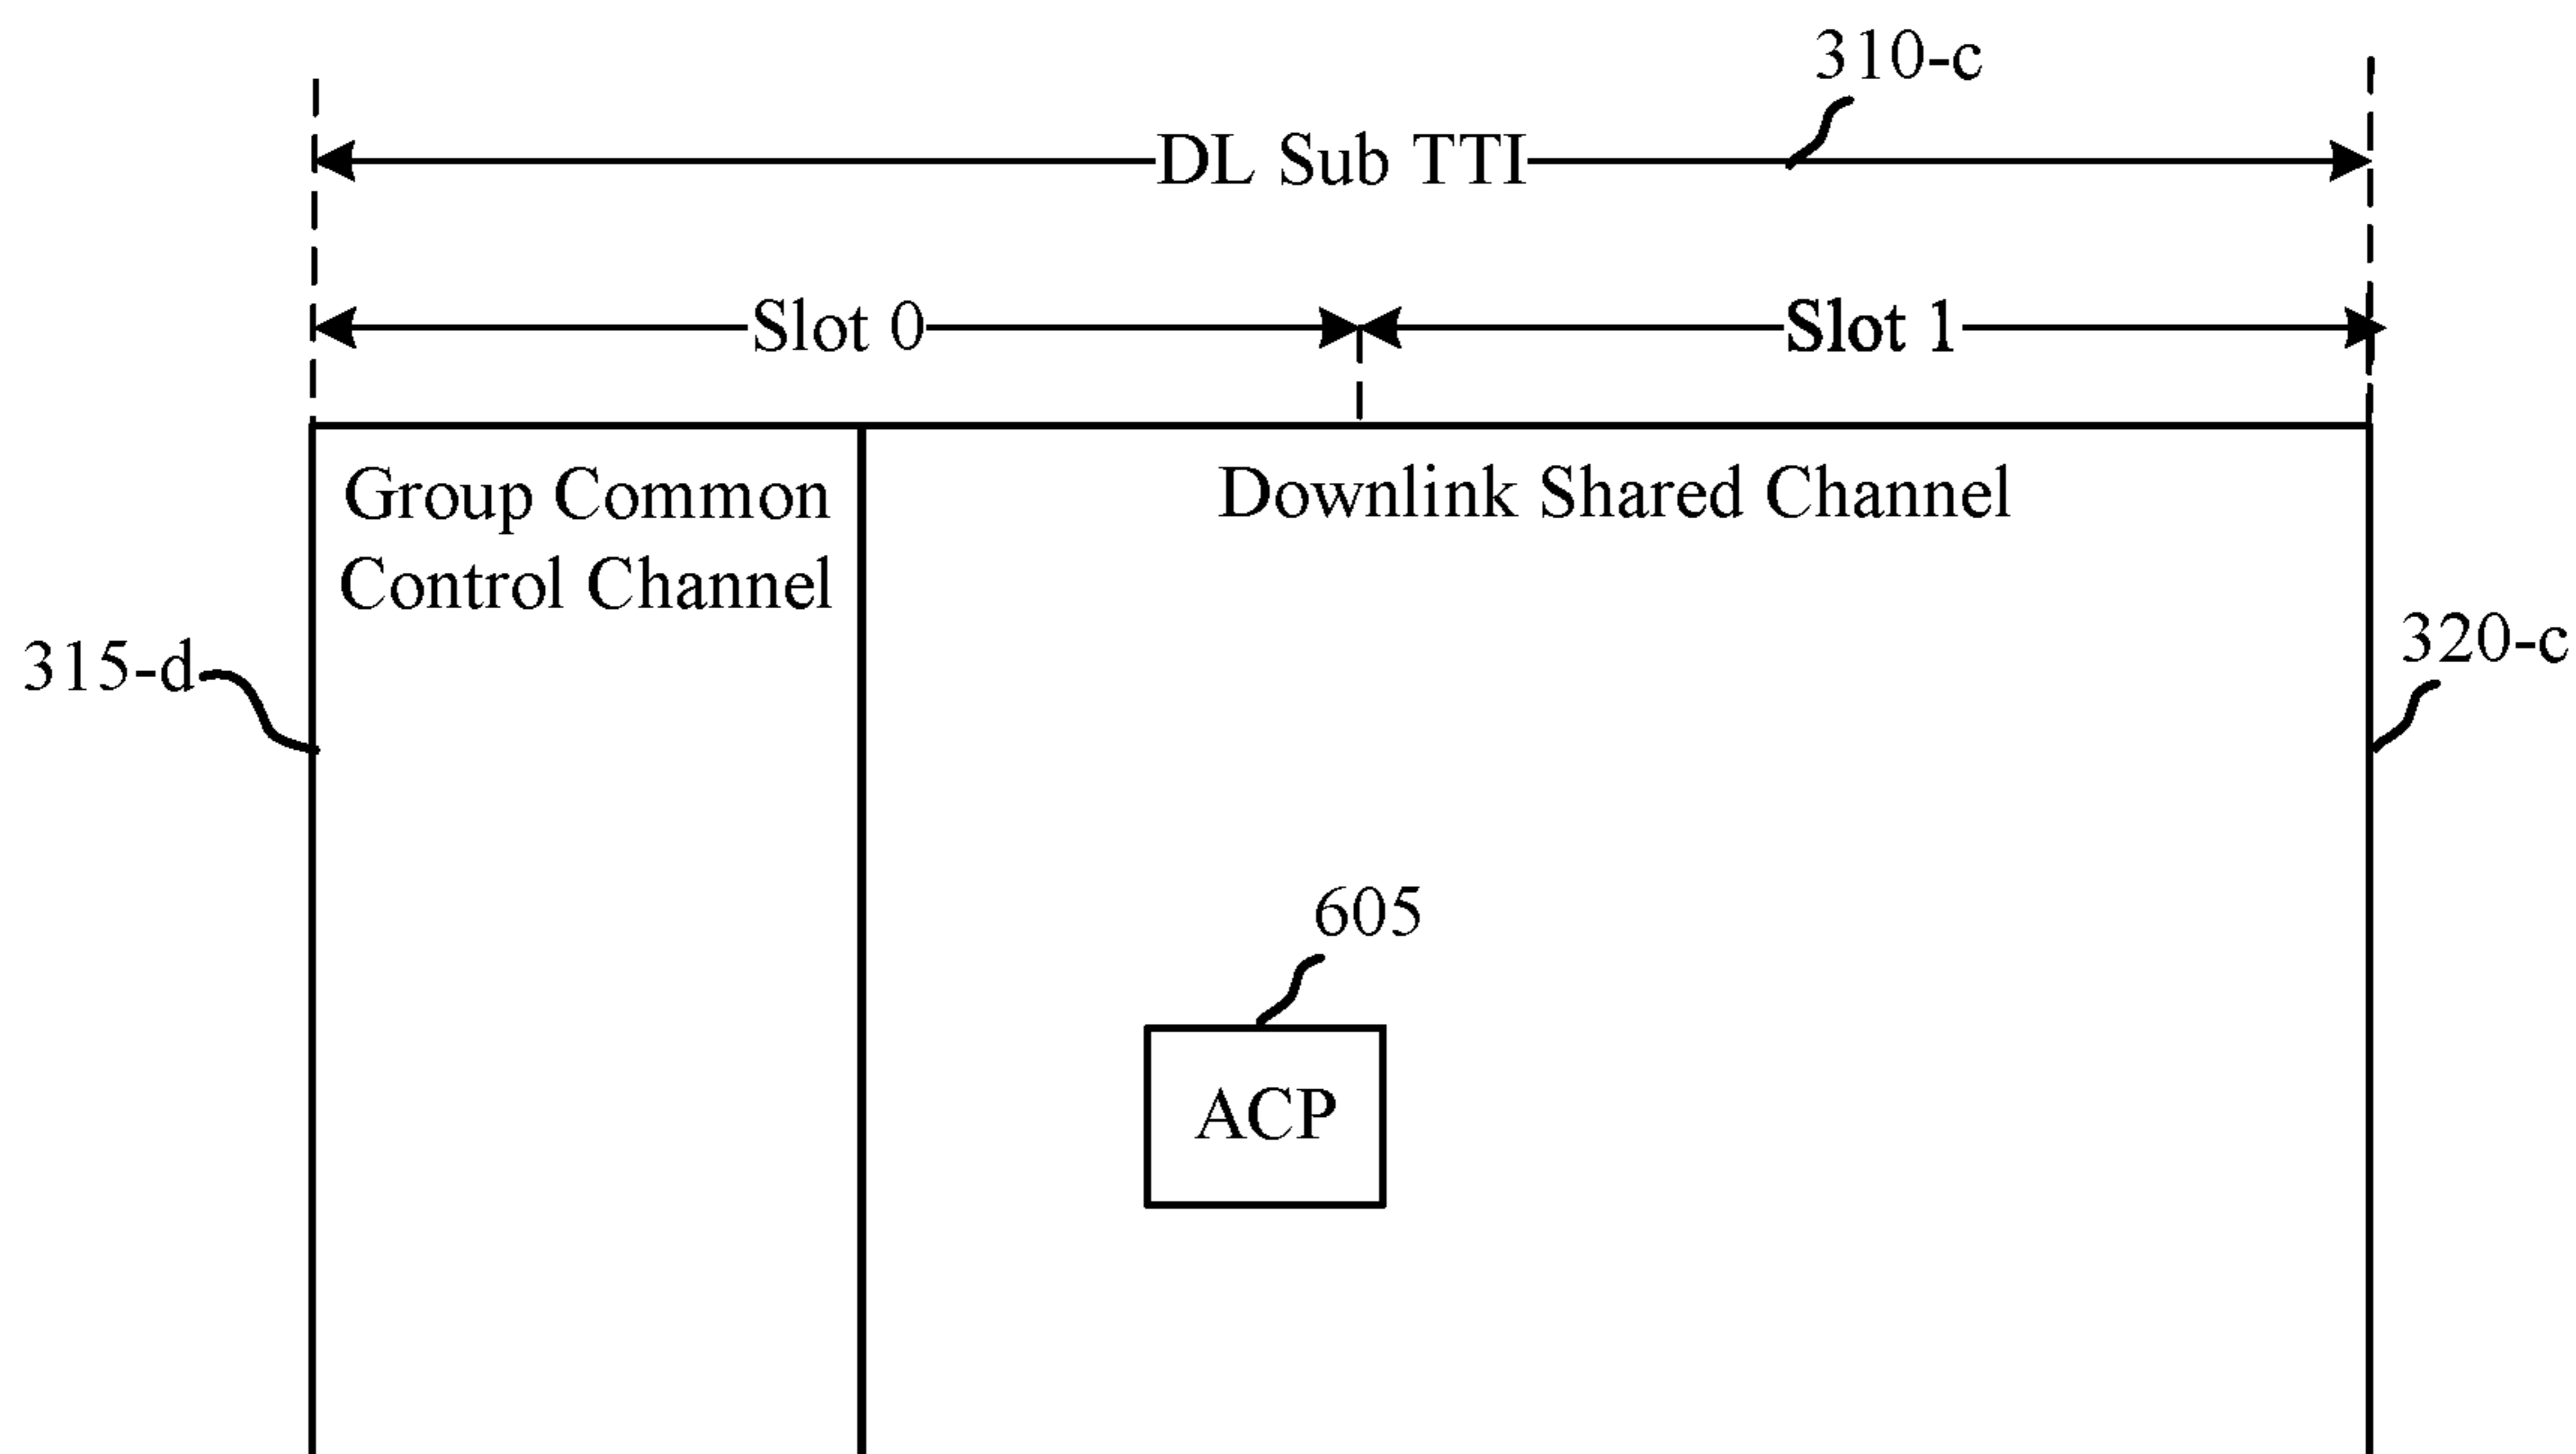 310-c
DL Sub TTI
Slot 0
Slot 1
Group Common
Control Channel
Downlink Shared Channel
315-d
320-c
605
ACP